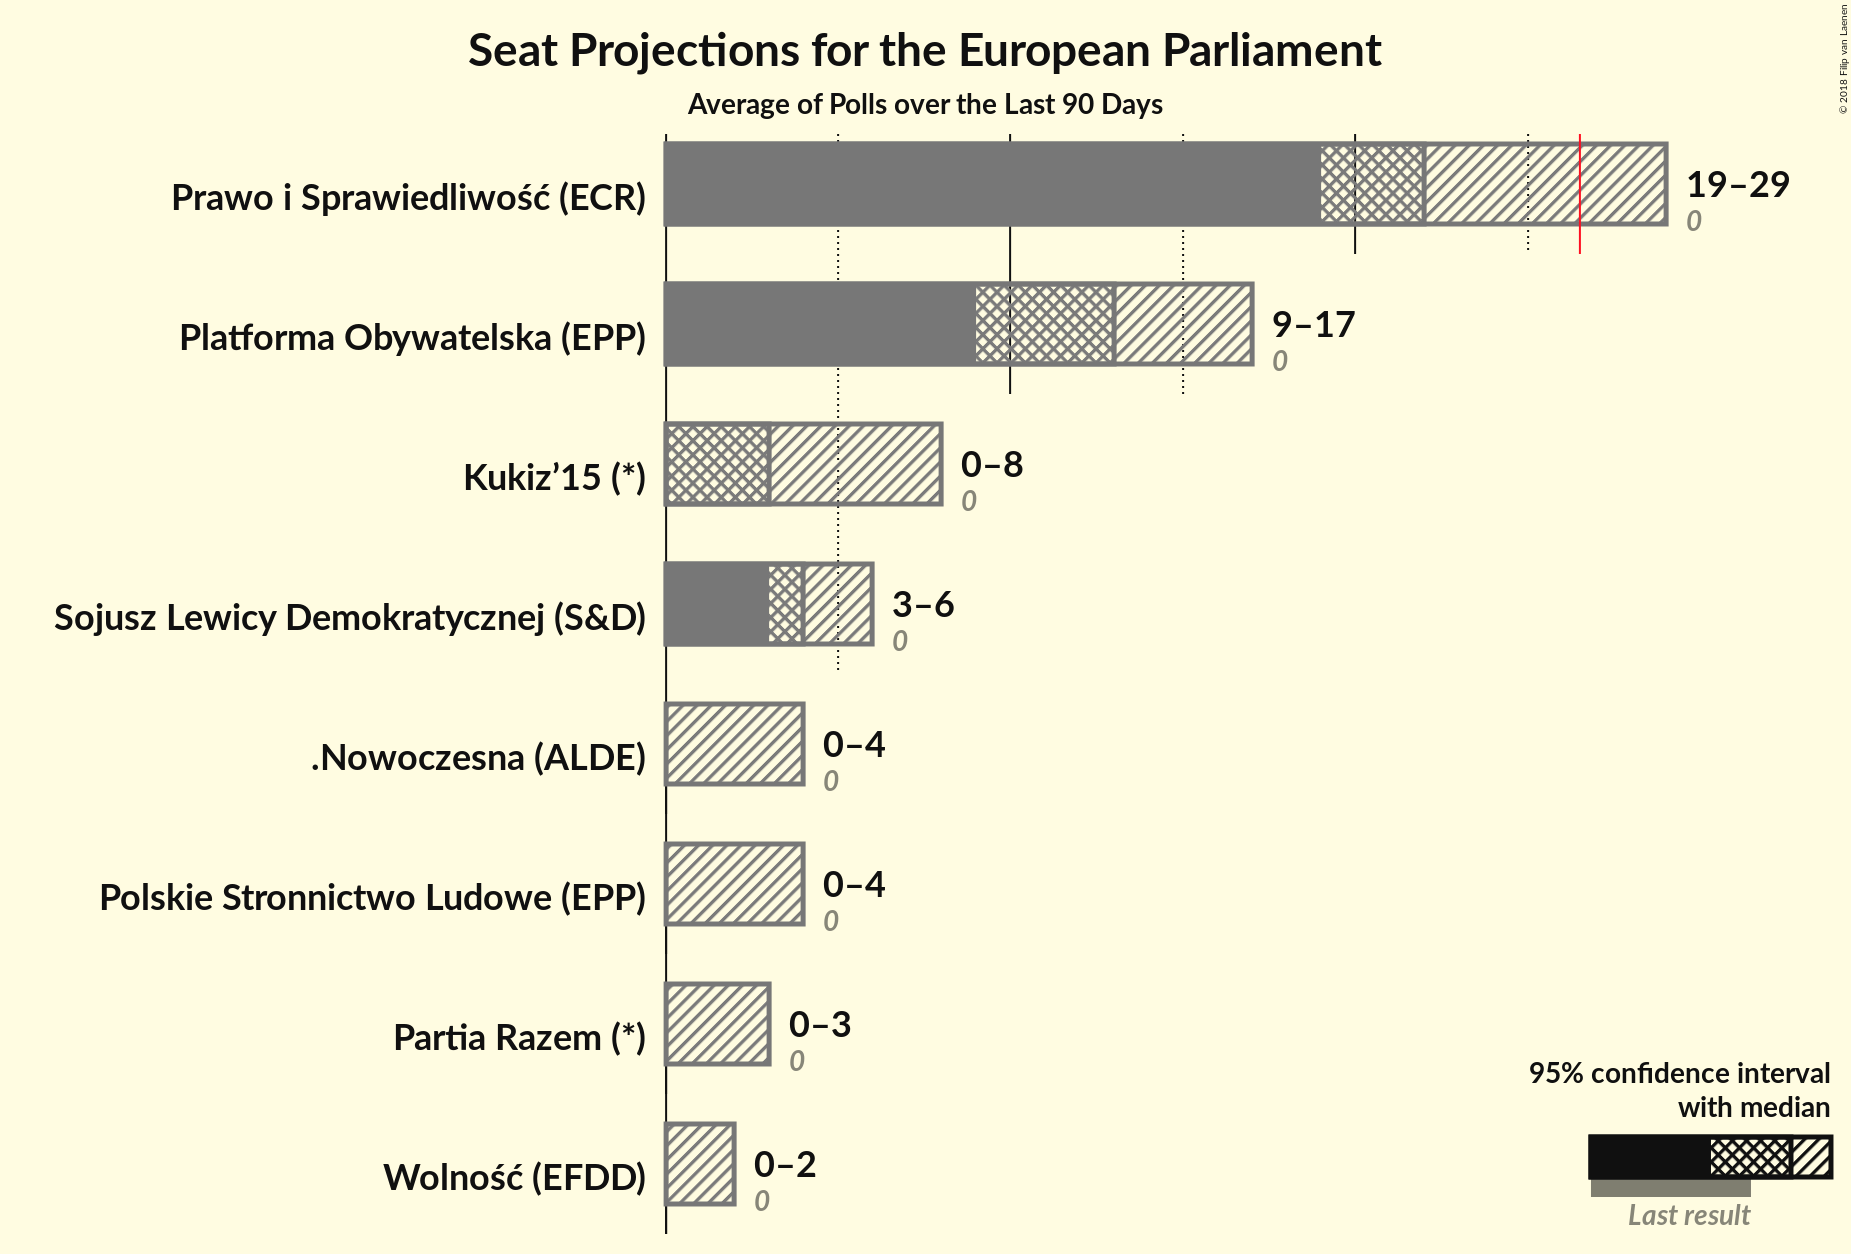 Seat Projections for the European Parliament
Average of Polls over the Last 90 Days
© 2018 Filip van Laenen
Prawo i Sprawiedliwość (ECR)
19–29
0
Platforma Obywatelska (EPP)
9–17
0
Kukiz’15 (*)
0–8
0
Sojusz Lewicy Demokratycznej (S&D)
3–6
0
.Nowoczesna (ALDE)
0–4
0
Polskie Stronnictwo Ludowe (EPP)
0–4
0
Partia Razem (*)
0–3
0
Wolność (EFDD)
0–2
0
95% confidence interval
with median
Last result